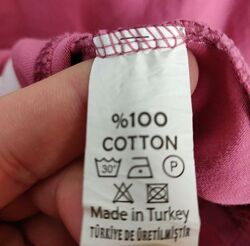 %100
COTTON
30° P
Made in Turkey
TÜRKİYE DE ÜRETİLMİŞTİR